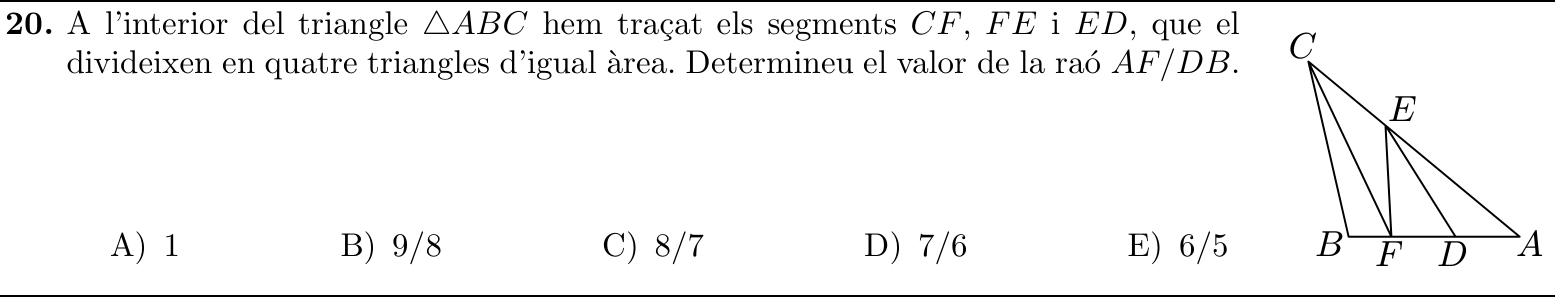 20. A l'interior del triangle △ABC hem traçat els segments CF, FE i ED, que el
divideixen en quatre triangles d'igual àrea. Determineu el valor de la raó AF/DB.
A) 1 B) 9/8 C) 8/7 D) 7/6 E) 6/5
C
E
B F D A